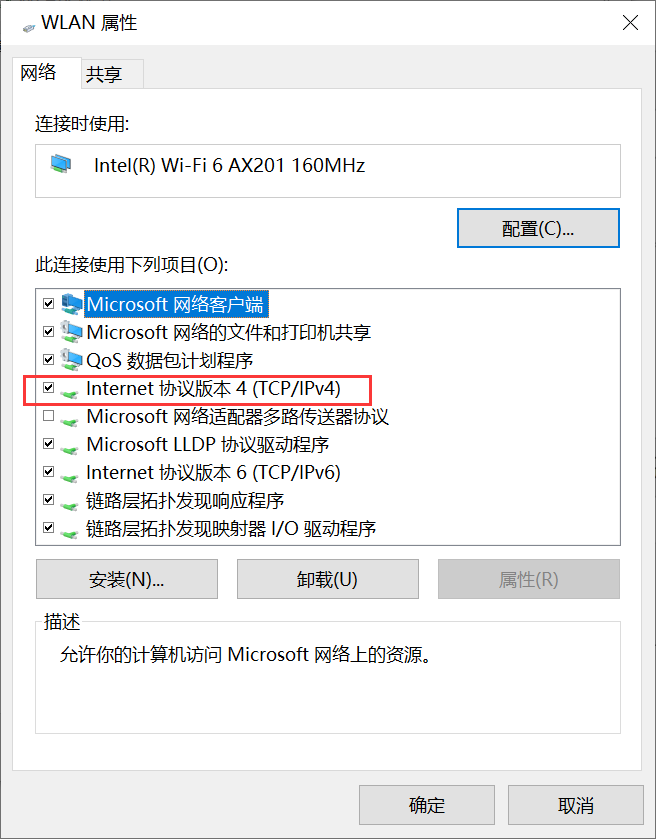 WLAN 属性
网络
共享
连接时使用:
Intel(R) Wi-Fi 6 AX201 160MHz
配置(C)...
此连接使用下列项目(O):
Microsoft 网络客户端
Microsoft 网络的文件和打印机共享
QoS 数据包计划程序
Internet 协议版本 4 (TCP/IPv4)
Microsoft 网络适配器多路传送器协议
Microsoft LLDP 协议驱动程序
Internet 协议版本 6 (TCP/IPv6)
链路层拓扑发现响应程序
链路层拓扑发现映射器 I/O 驱动程序
安装(N)...
卸载(U)
属性(R)
描述
允许你的计算机访问 Microsoft 网络上的资源。
确定
取消